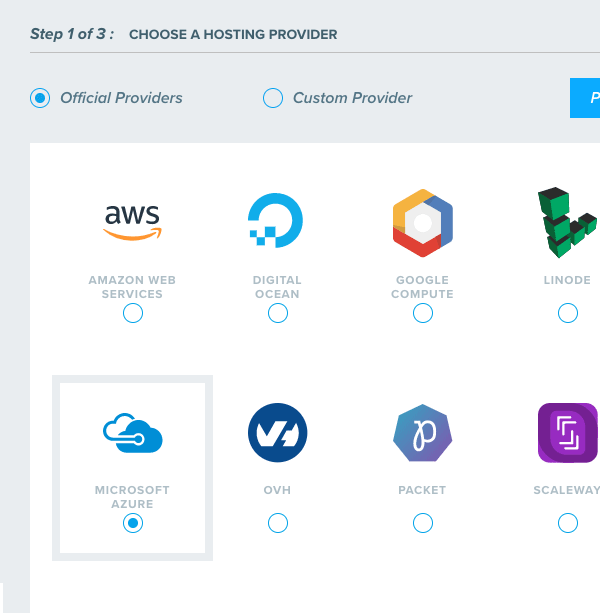 Step 1 of 3 : CHOOSE A HOSTING PROVIDER
Official Providers Custom Provider P
aws
AMAZON WEB SERVICES
DIGITAL OCEAN
GOOGLE COMPUTE
LINODE
MICROSOFT AZURE
OVH
PACKET
SCALEWAY